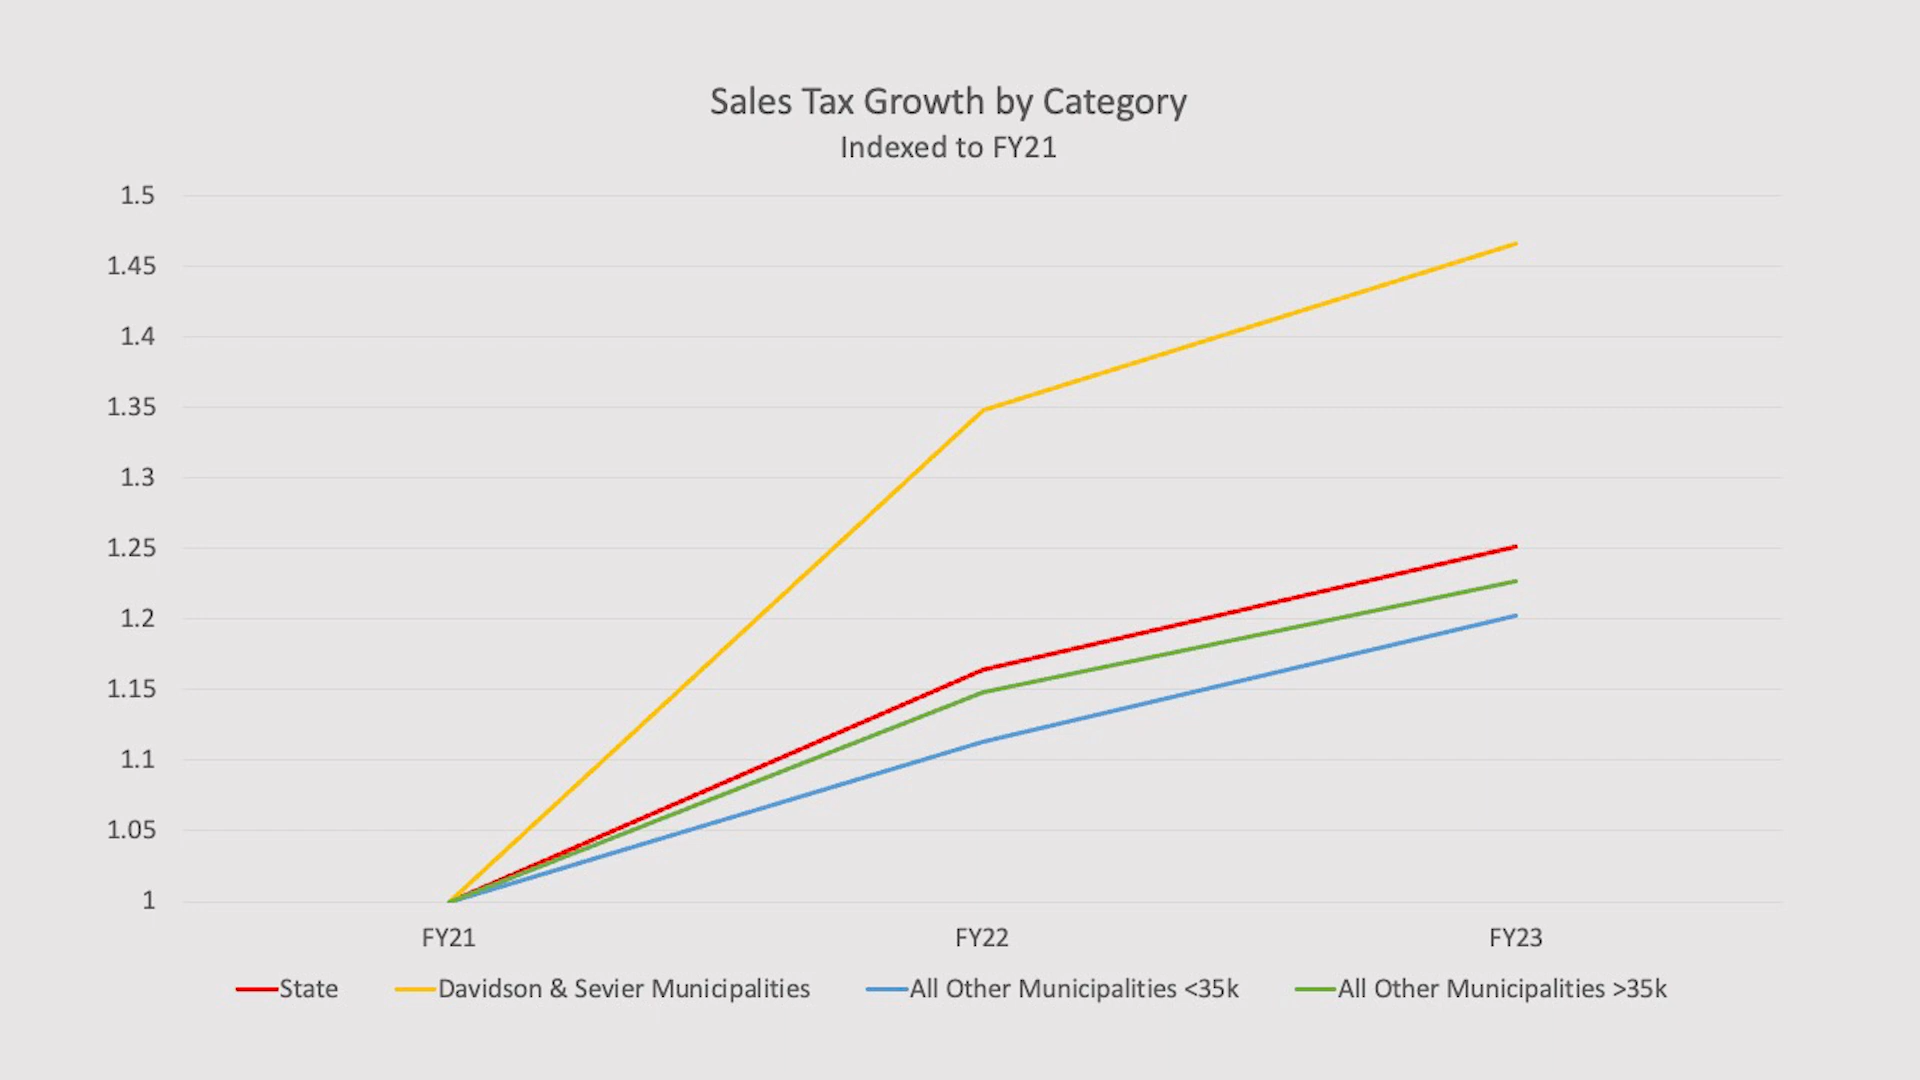 Sales Tax Growth by Category
Indexed to FY21
1.5
1.45
1.4
1.35
1.3
1.25
1.2
1.15
1.1
1.05
1
FY21 FY22 FY23
State Davidson & Sevier Municipalities All Other Municipalities <35k All Other Municipalities >35k